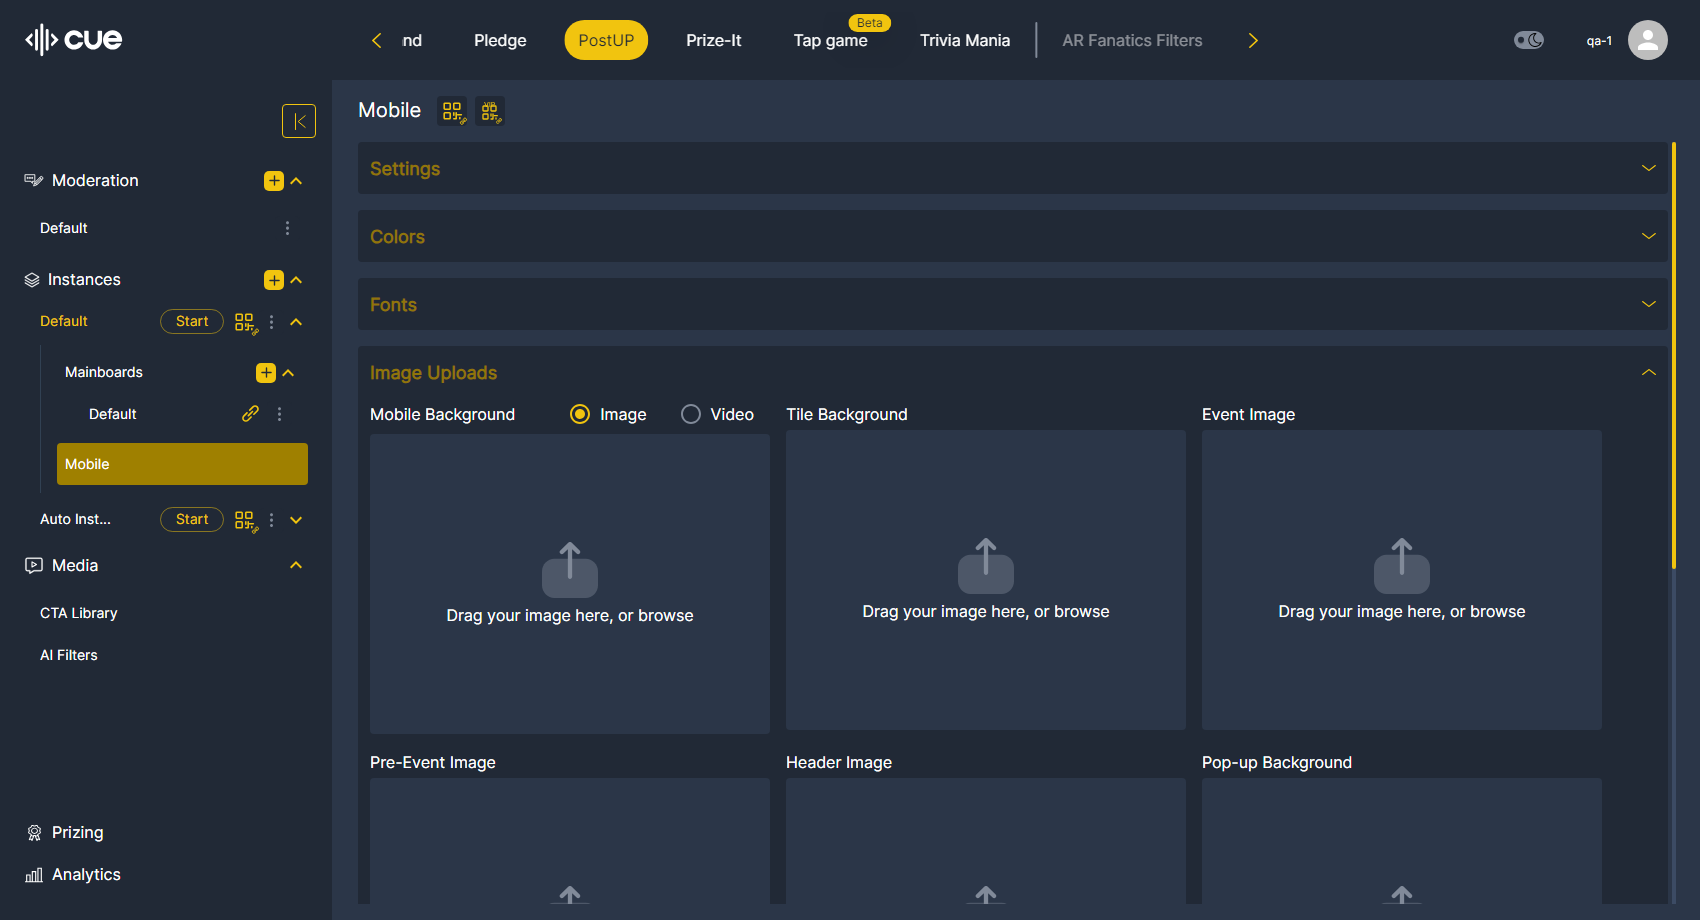 cue
Pledge
PostUP
Prize-It
Tap game
Beta
Trivia Mania
AR Fanatics Filters
qa-1
Moderation
Default
Instances
Default
Start
Mainboards
Default
Mobile
Auto Inst...
Start
Media
CTA Library
AI Filters
Prizing
Analytics
Mobile
VIP
Settings
Colors
Fonts
Image Uploads
Mobile Background
Image
Video
Tile Background
Event Image
Drag your image here, or browse
Drag your image here, or browse
Drag your image here, or browse
Pre-Event Image
Header Image
Pop-up Background